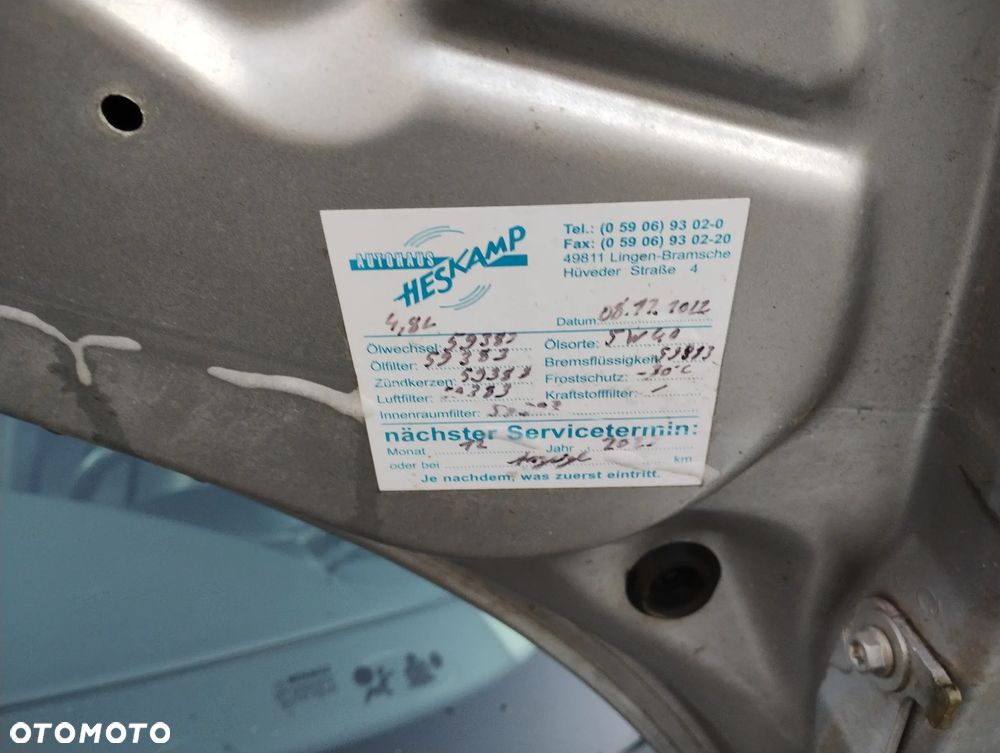 AUTOHAUS
HESKAMP
Tel.: (0 59 06) 93 02-0
Fax: (0 59 06) 93 02-20
49811 Lingen-Bramsche
Hüveder Straße 4
4,8L
Datum: 08.12.2022
Ölwechsel: 59383
Ölsorte: 5W40
Ölfilter: 59383
Bremsflüssigkeit: 59383
Zündkerzen: 59383
Frostschutz: -30°C
Luftfilter: 59383
Kraftstofffilter: -
Innenraumfilter:
nächster Servicetermin:
Monat 12 Jahr
oder bei km
Je nachdem, was zuerst eintritt.
OTOMOTO